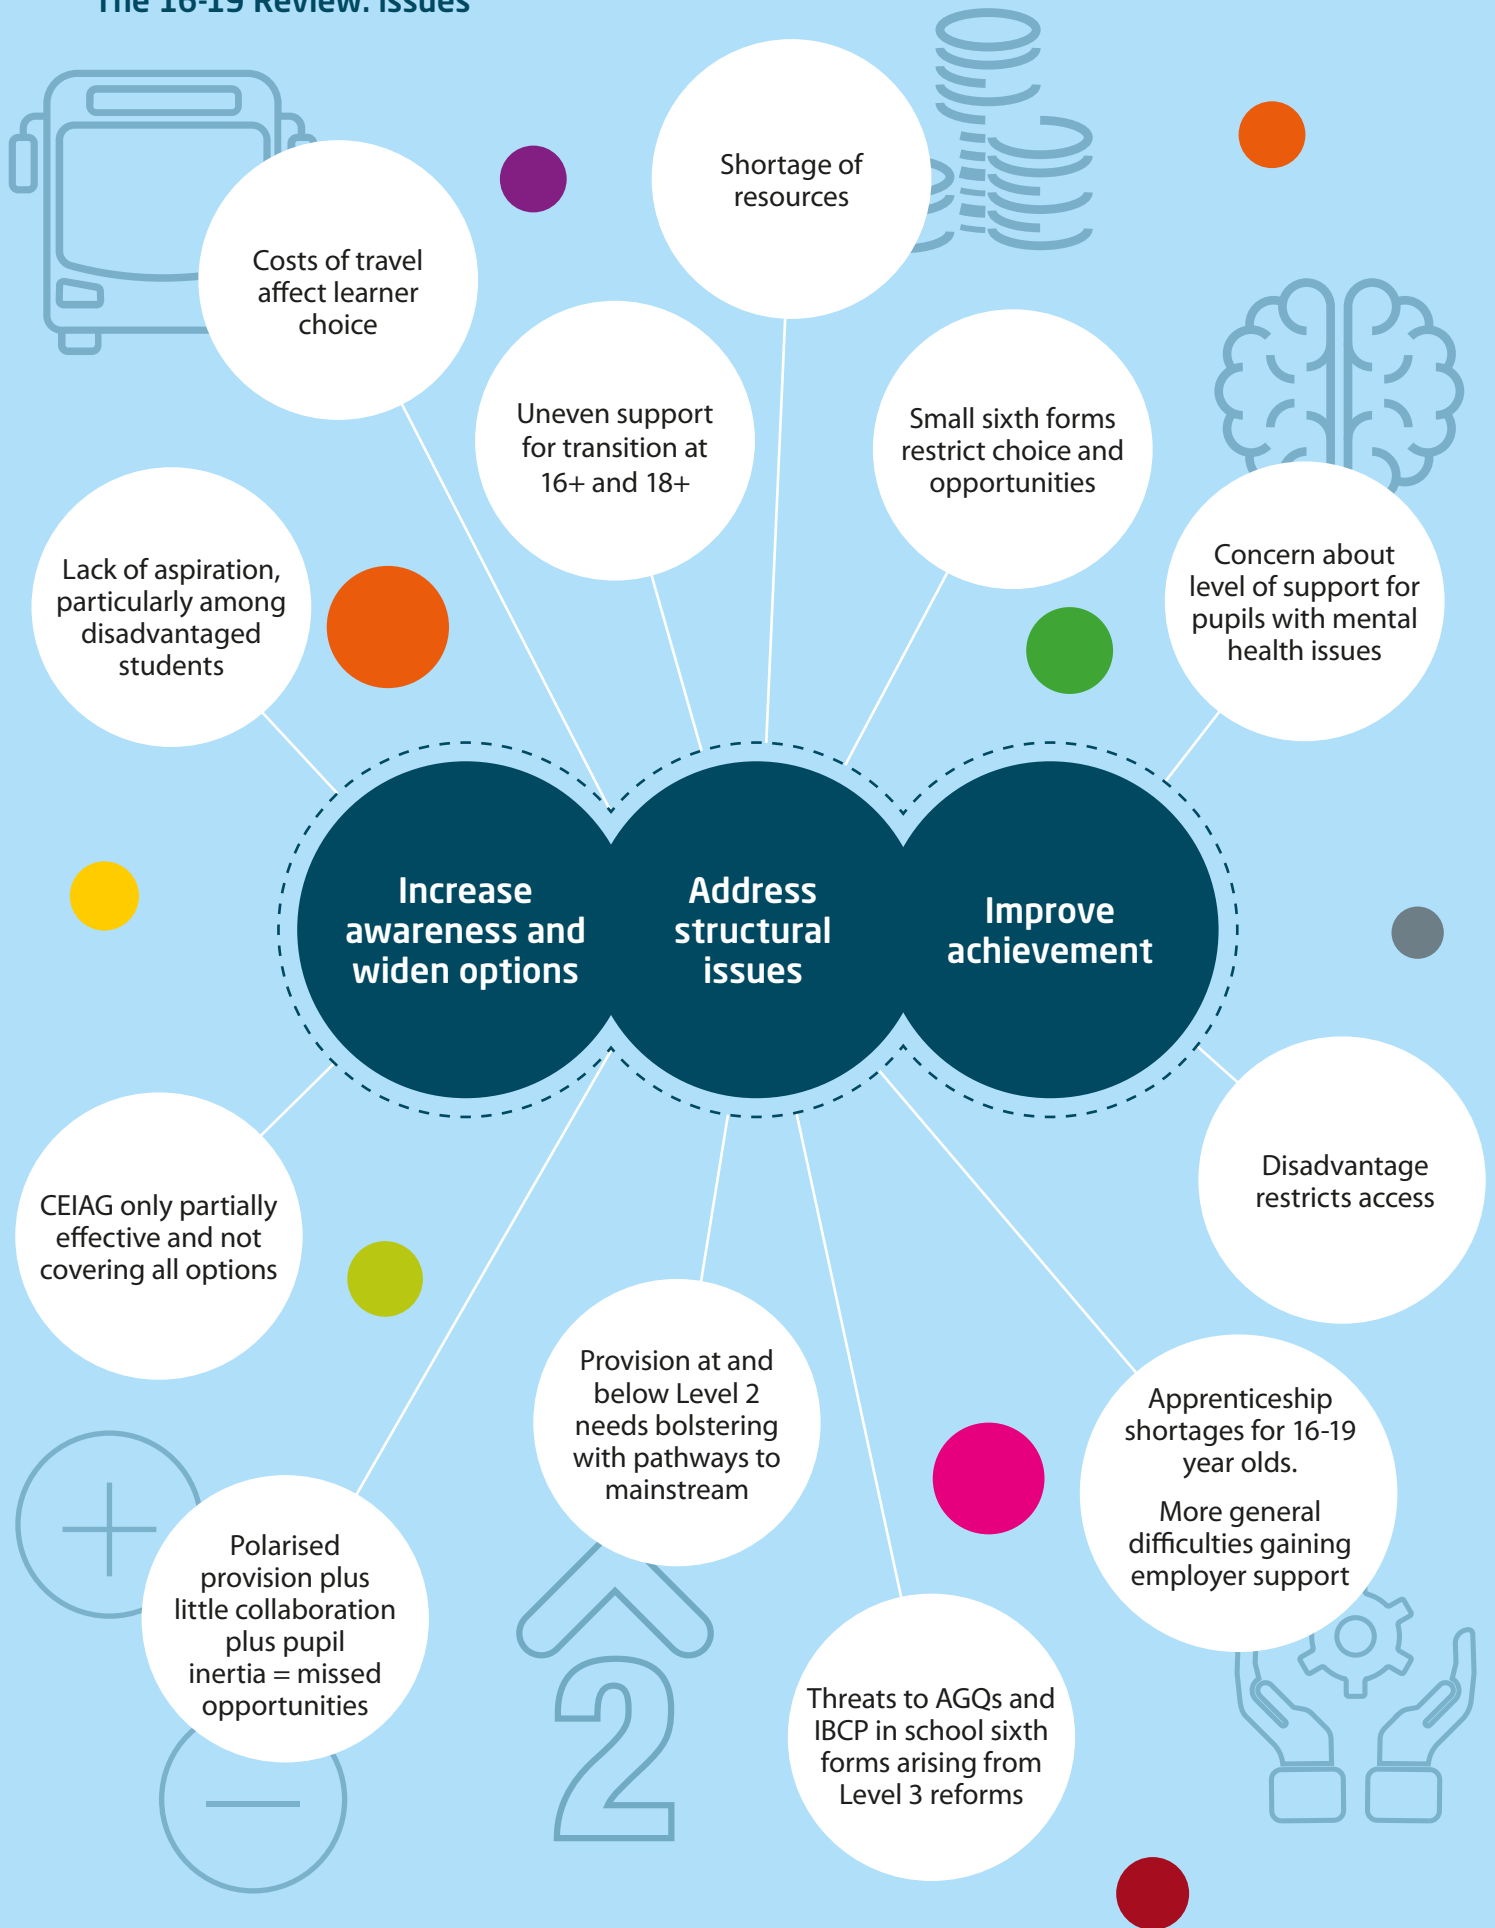 The 16-19 Review: Issues
Shortage of
resources
Costs of travel
affect learner
choice
Uneven support
for transition at
16+ and 18+
Small sixth forms
restrict choice and
opportunities
Concern about
level of support for
pupils with mental
health issues
Lack of aspiration,
particularly among
disadvantaged
students
Increase
awareness and
widen options
Address
structural
issues
Improve
achievement
Disadvantage
restricts access
CEIAG only partially
effective and not
covering all options
Provision at and
below Level 2
needs bolstering
with pathways to
mainstream
Apprenticeship
shortages for 16-19
year olds.
More general
difficulties gaining
employer support
Polarised
provision plus
little collaboration
plus pupil
inertia = missed
opportunities
2
Threats to AGQs and
IBCP in school sixth
forms arising from
Level 3 reforms